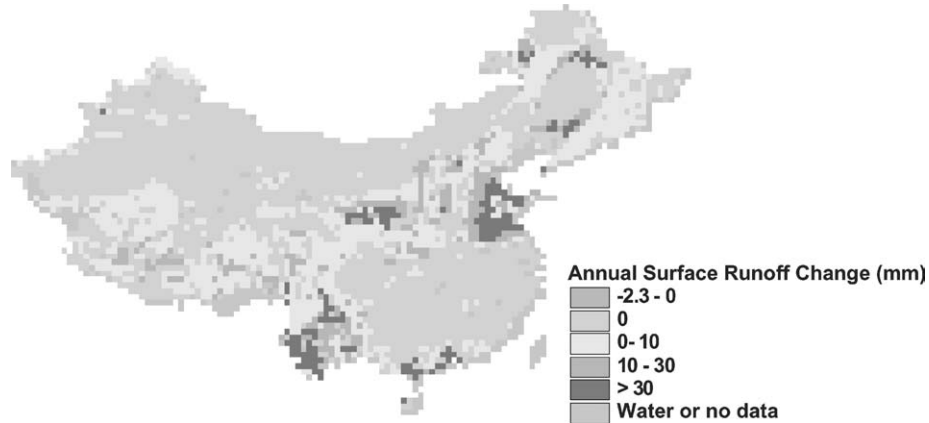 Annual Surface Runoff Change (mm)
-2.3 - 0
0
0- 10
10 - 30
> 30
Water or no data